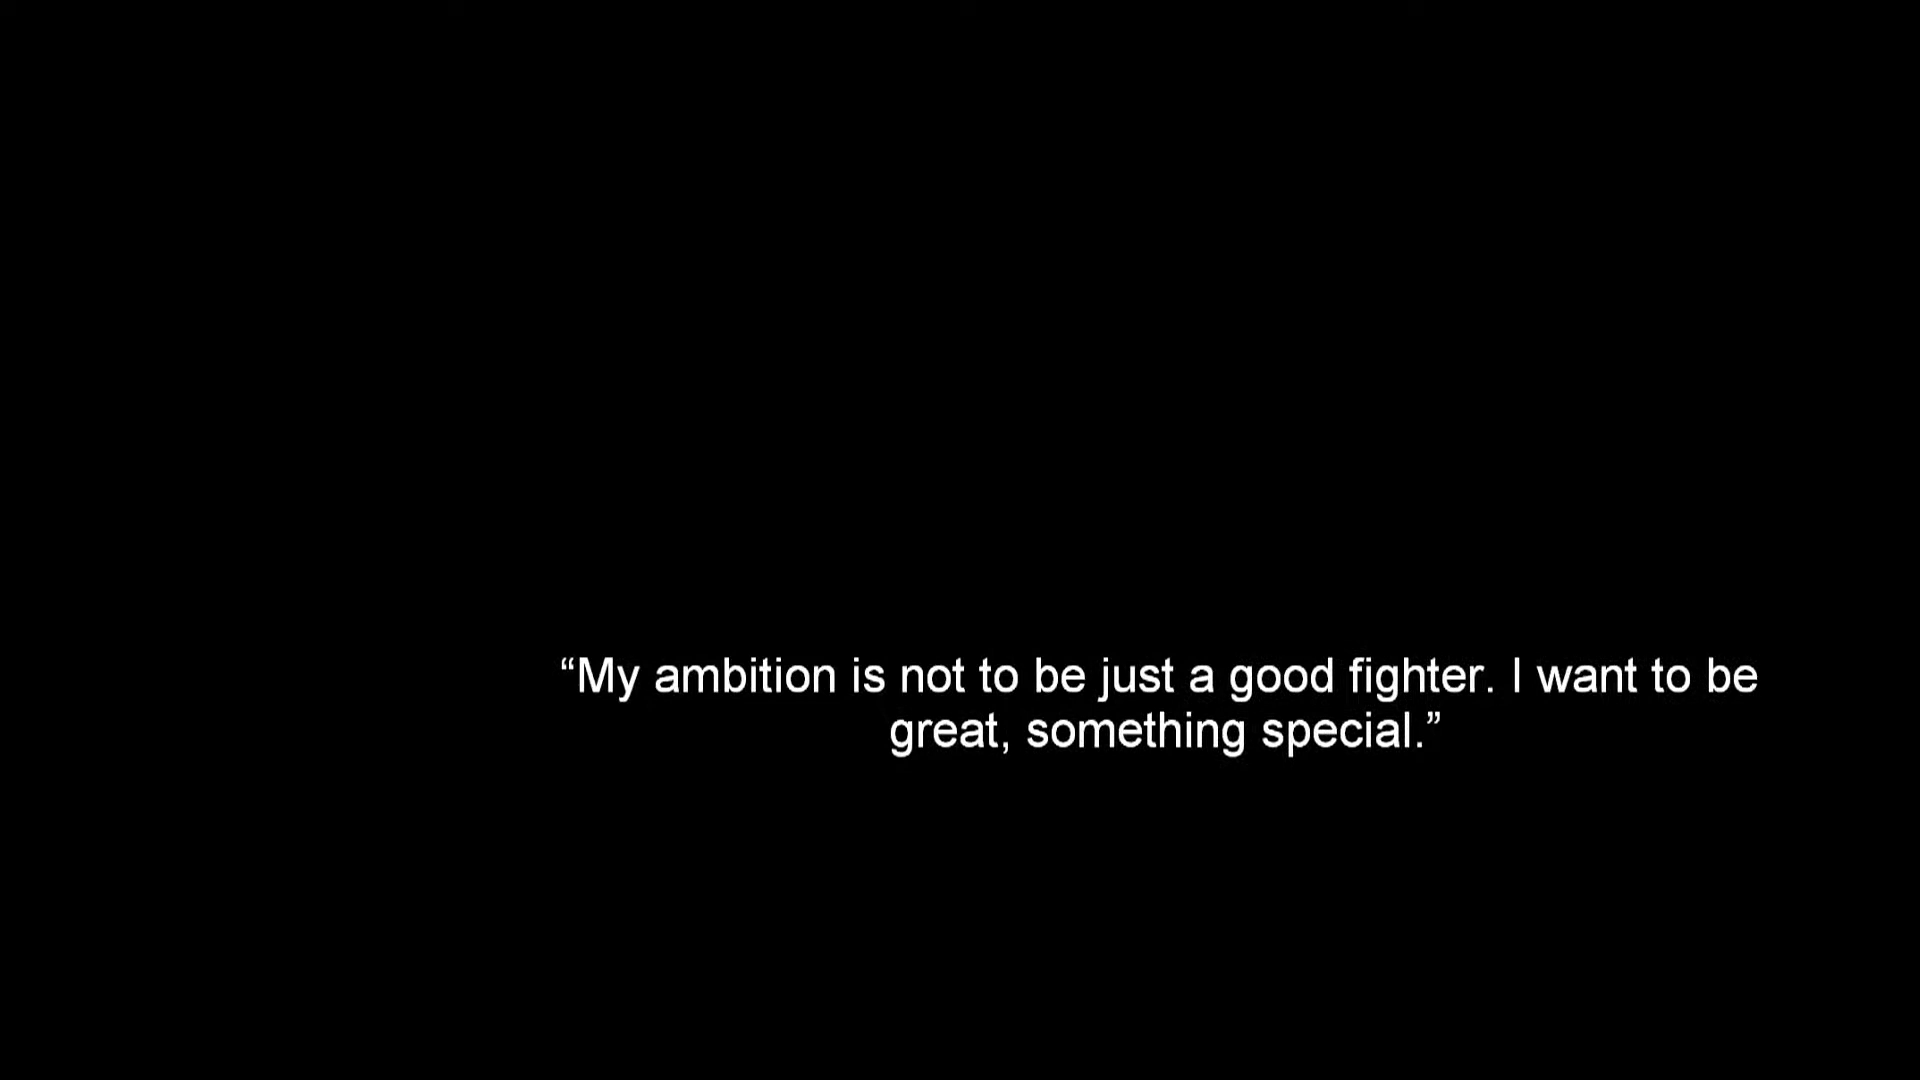 “My ambition is not to be just a good fighter. I want to be
great, something special.”